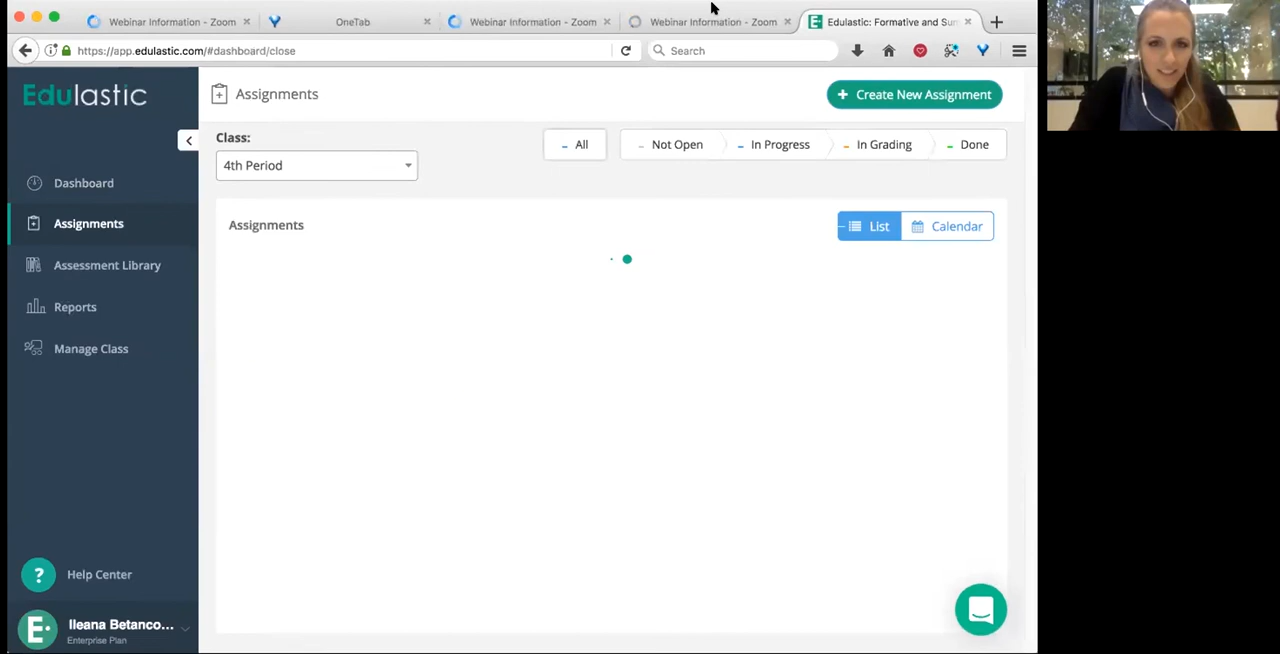 Webinar Information - Zoom
OneTab
Webinar Information - Zoom
Webinar Information - Zoom
Edulastic: Formative and Sum
https://app.edulastic.com/#dashboard/close
Search
Edulastic
Assignments
+ Create New Assignment
Class:
4th Period
All
Not Open
In Progress
In Grading
Done
Dashboard
Assignments
Assessment Library
Reports
Manage Class
Assignments
List
Calendar
? Help Center
E Ileana Betanco...
Enterprise Plan